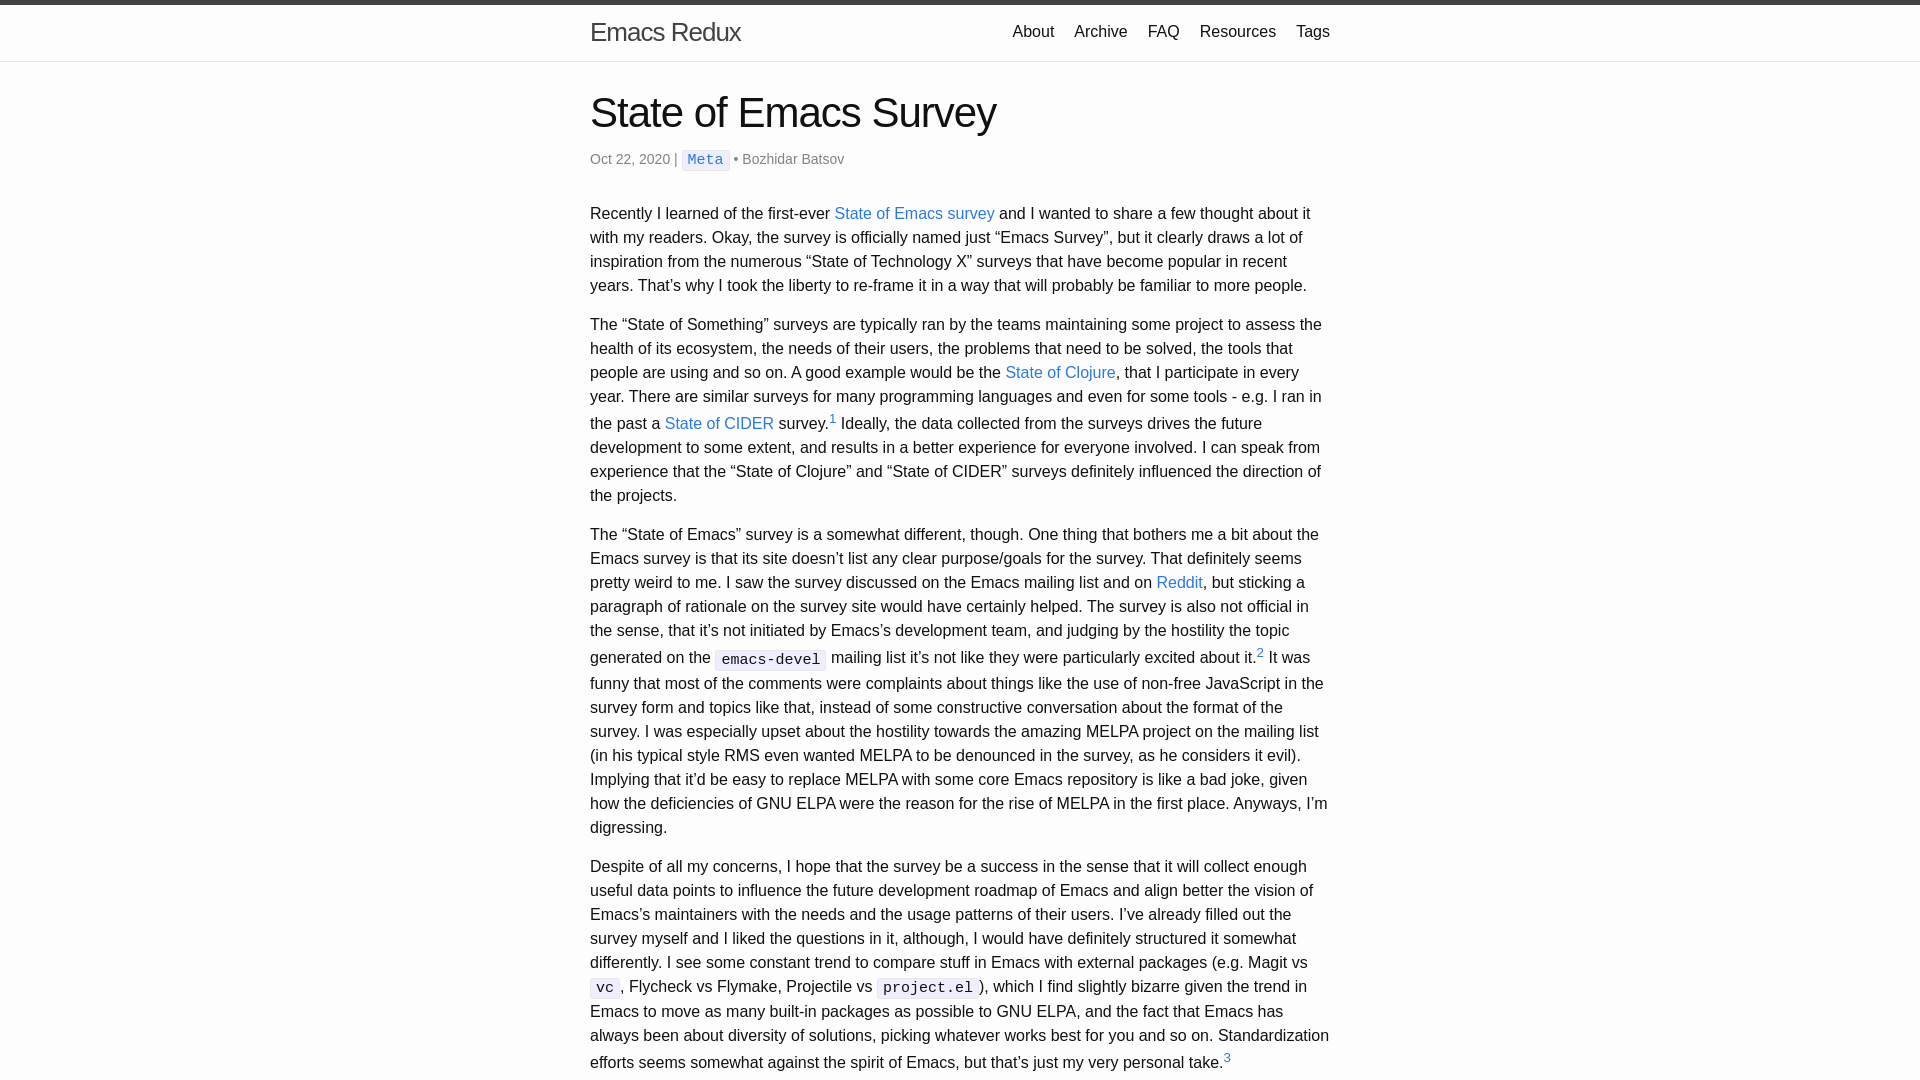 Emacs Redux
About Archive FAQ Resources Tags
State of Emacs Survey
Oct 22, 2020 | Meta • Bozhidar Batsov
Recently I learned of the first-ever State of Emacs survey and I wanted to share a few thought about it
with my readers. Okay, the survey is officially named just “Emacs Survey”, but it clearly draws a lot of
inspiration from the numerous “State of Technology X” surveys that have become popular in recent
years. That’s why I took the liberty to re-frame it in a way that will probably be familiar to more people.
The “State of Something” surveys are typically ran by the teams maintaining some project to assess the
health of its ecosystem, the needs of their users, the problems that need to be solved, the tools that
people are using and so on. A good example would be the State of Clojure, that I participate in every
year. There are similar surveys for many programming languages and even for some tools - e.g. I ran in
the past a State of CIDER survey.1 Ideally, the data collected from the surveys drives the future
development to some extent, and results in a better experience for everyone involved. I can speak from
experience that the “State of Clojure” and “State of CIDER” surveys definitely influenced the direction of
the projects.
The “State of Emacs” survey is a somewhat different, though. One thing that bothers me a bit about the
Emacs survey is that its site doesn’t list any clear purpose/goals for the survey. That definitely seems
pretty weird to me. I saw the survey discussed on the Emacs mailing list and on Reddit, but sticking a
paragraph of rationale on the survey site would have certainly helped. The survey is also not official in
the sense, that it’s not initiated by Emacs’s development team, and judging by the hostility the topic
generated on the emacs-devel mailing list it’s not like they were particularly excited about it.2 It was
funny that most of the comments were complaints about things like the use of non-free JavaScript in the
survey form and topics like that, instead of some constructive conversation about the format of the
survey. I was especially upset about the hostility towards the amazing MELPA project on the mailing list
(in his typical style RMS even wanted MELPA to be denounced in the survey, as he considers it evil).
Implying that it’d be easy to replace MELPA with some core Emacs repository is like a bad joke, given
how the deficiencies of GNU ELPA were the reason for the rise of MELPA in the first place. Anyways, I’m
digressing.
Despite of all my concerns, I hope that the survey be a success in the sense that it will collect enough
useful data points to influence the future development roadmap of Emacs and align better the vision of
Emacs’s maintainers with the needs and the usage patterns of their users. I’ve already filled out the
survey myself and I liked the questions in it, although, I would have definitely structured it somewhat
differently. I see some constant trend to compare stuff in Emacs with external packages (e.g. Magit vs
vc, Flycheck vs Flymake, Projectile vs project.el), which I find slightly bizarre given the trend in
Emacs to move as many built-in packages as possible to GNU ELPA, and the fact that Emacs has
always been about diversity of solutions, picking whatever works best for you and so on. Standardization
efforts seems somewhat against the spirit of Emacs, but that’s just my very personal take.3